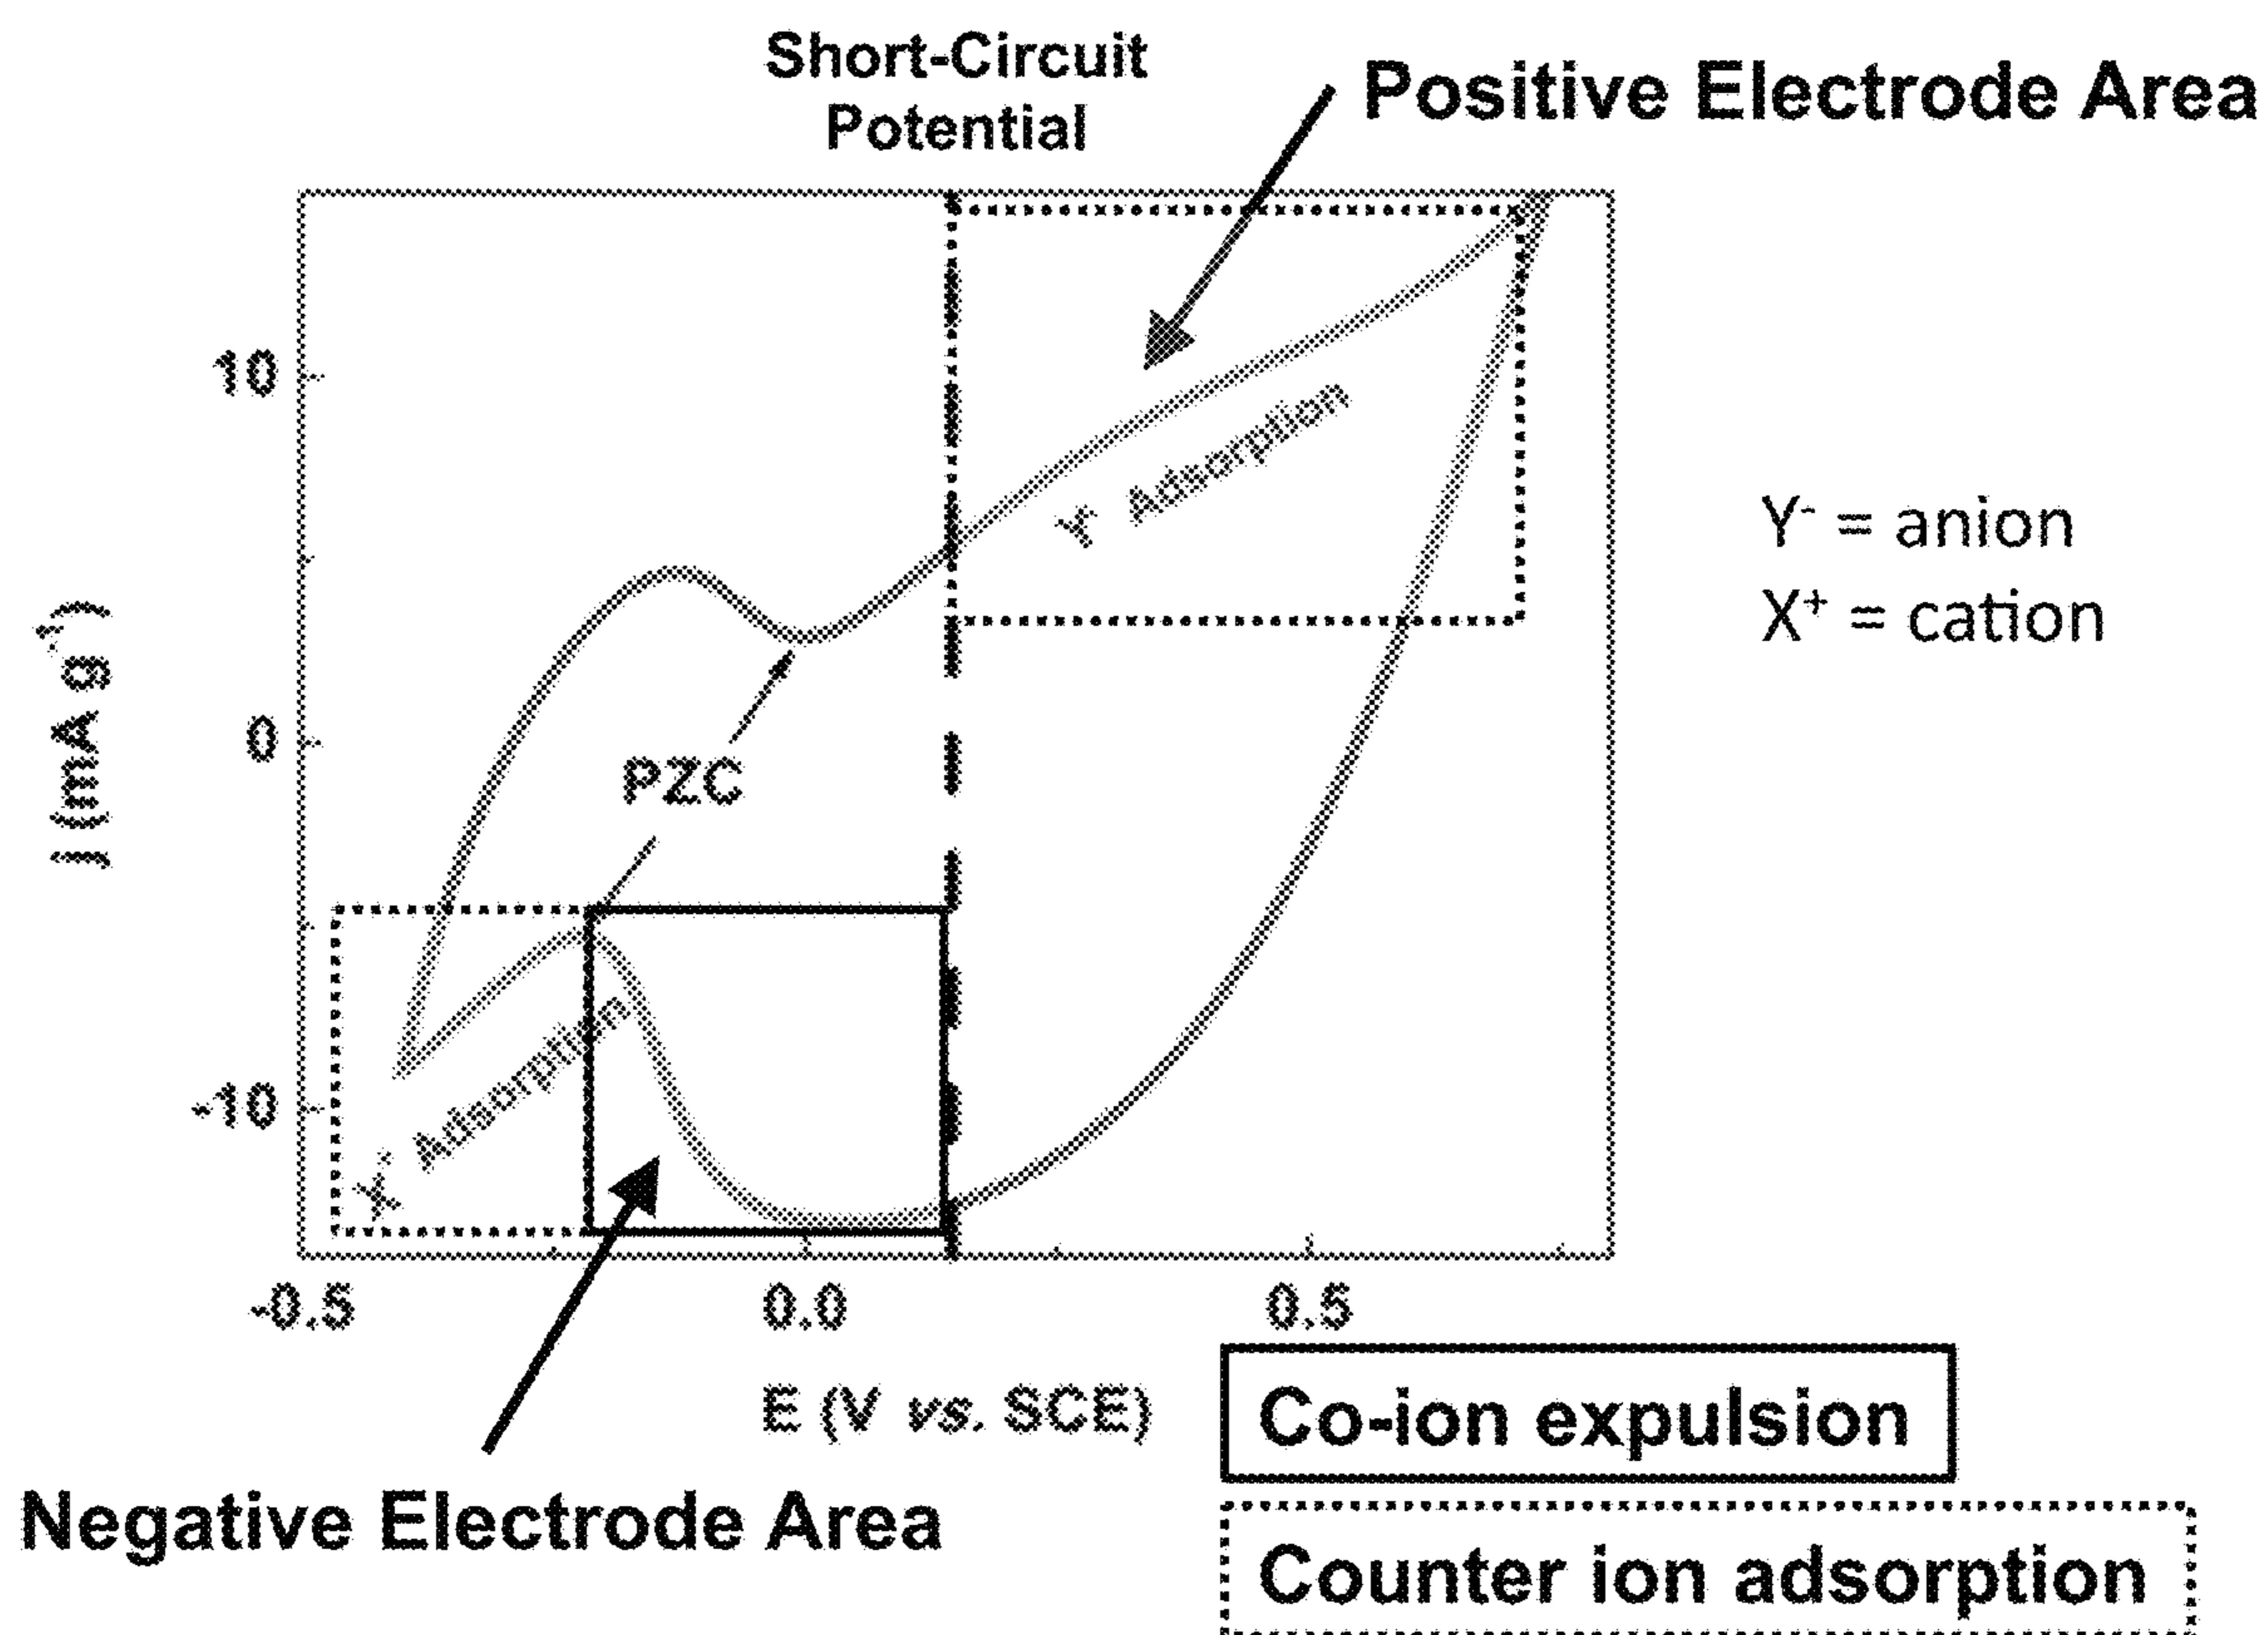 Short-Circuit
Potential
Positive Electrode Area
10
0
-10
j (mA g⁻¹)
Y⁻ Adsorption
Y⁻ = anion
X⁺ = cation
PZC
X⁺ Adsorption
-0.5
0.0
0.5
E (V vs. SCE)
Negative Electrode Area
Co-ion expulsion
Counter ion adsorption